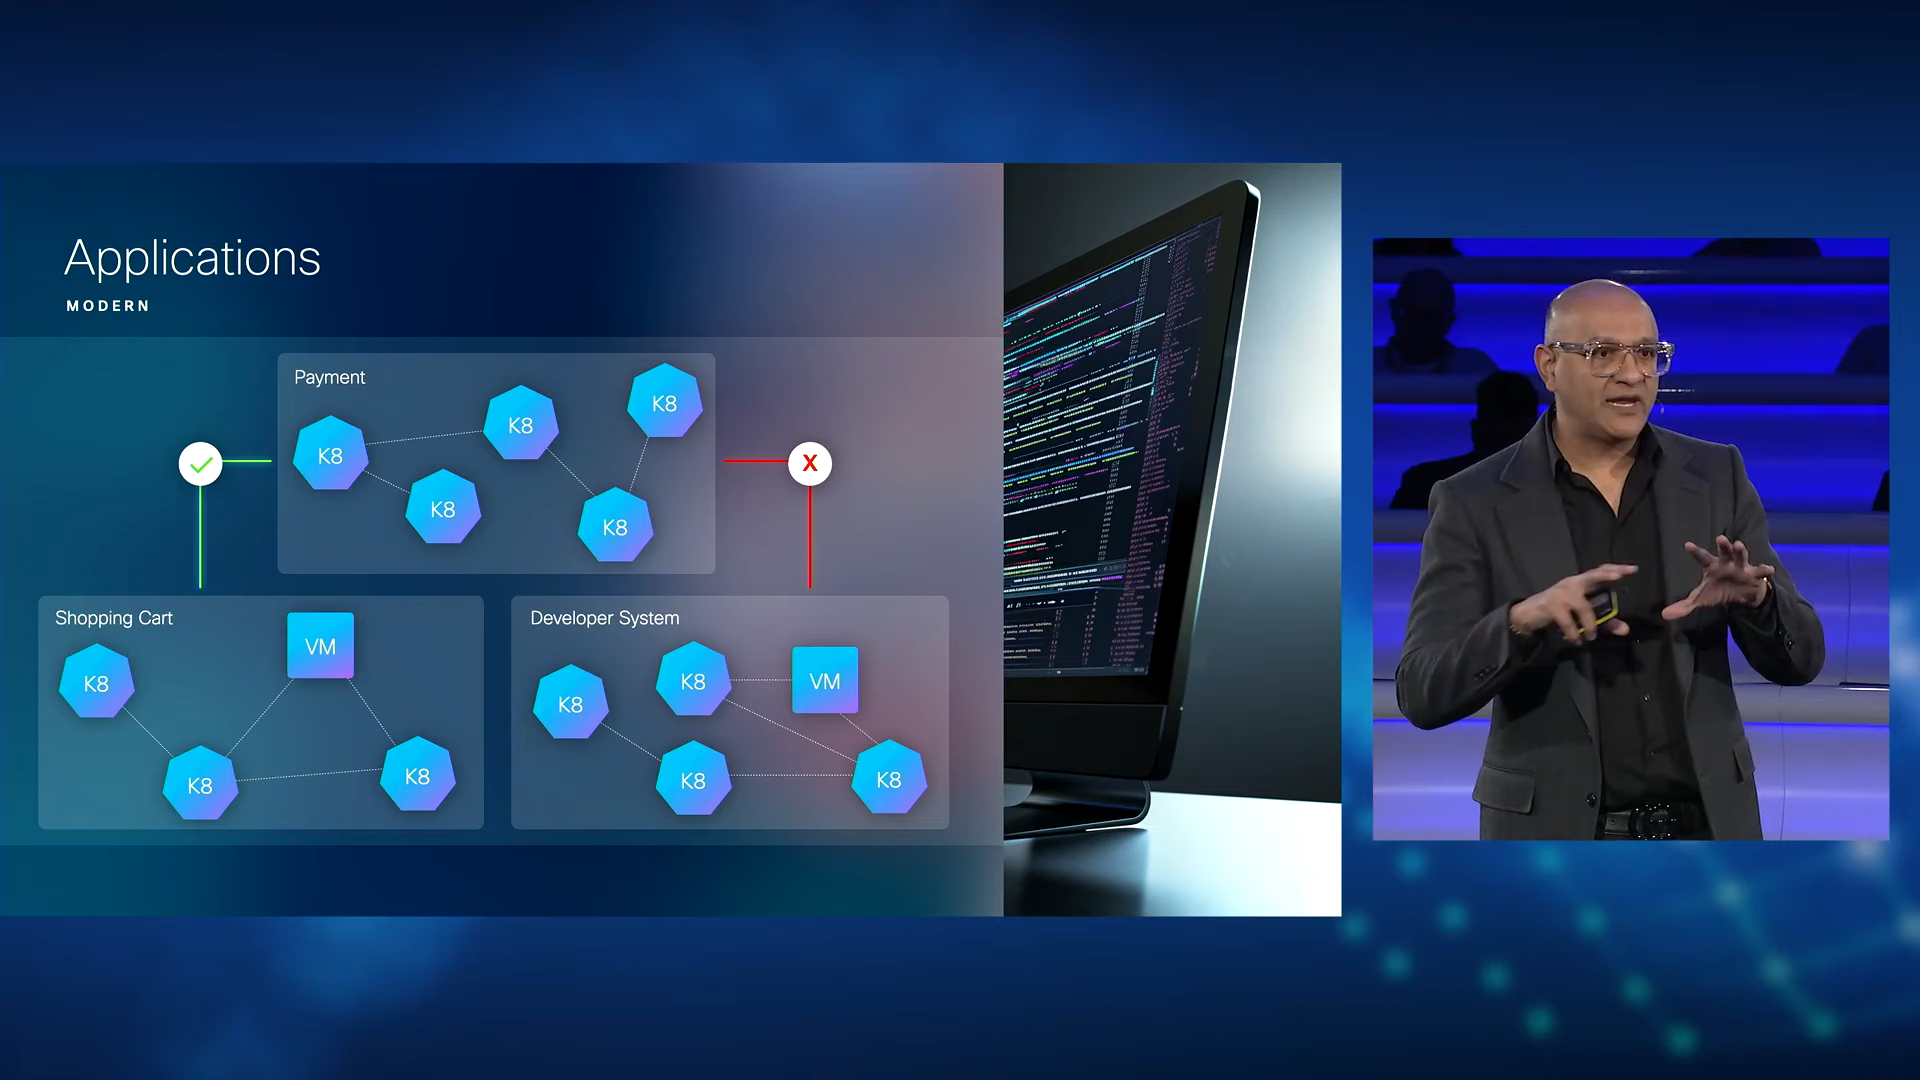 Applications
MODERN
Payment
K8
K8
K8
K8
K8
X
Shopping Cart
VM
K8
K8
K8
Developer System
K8
K8
VM
K8
K8